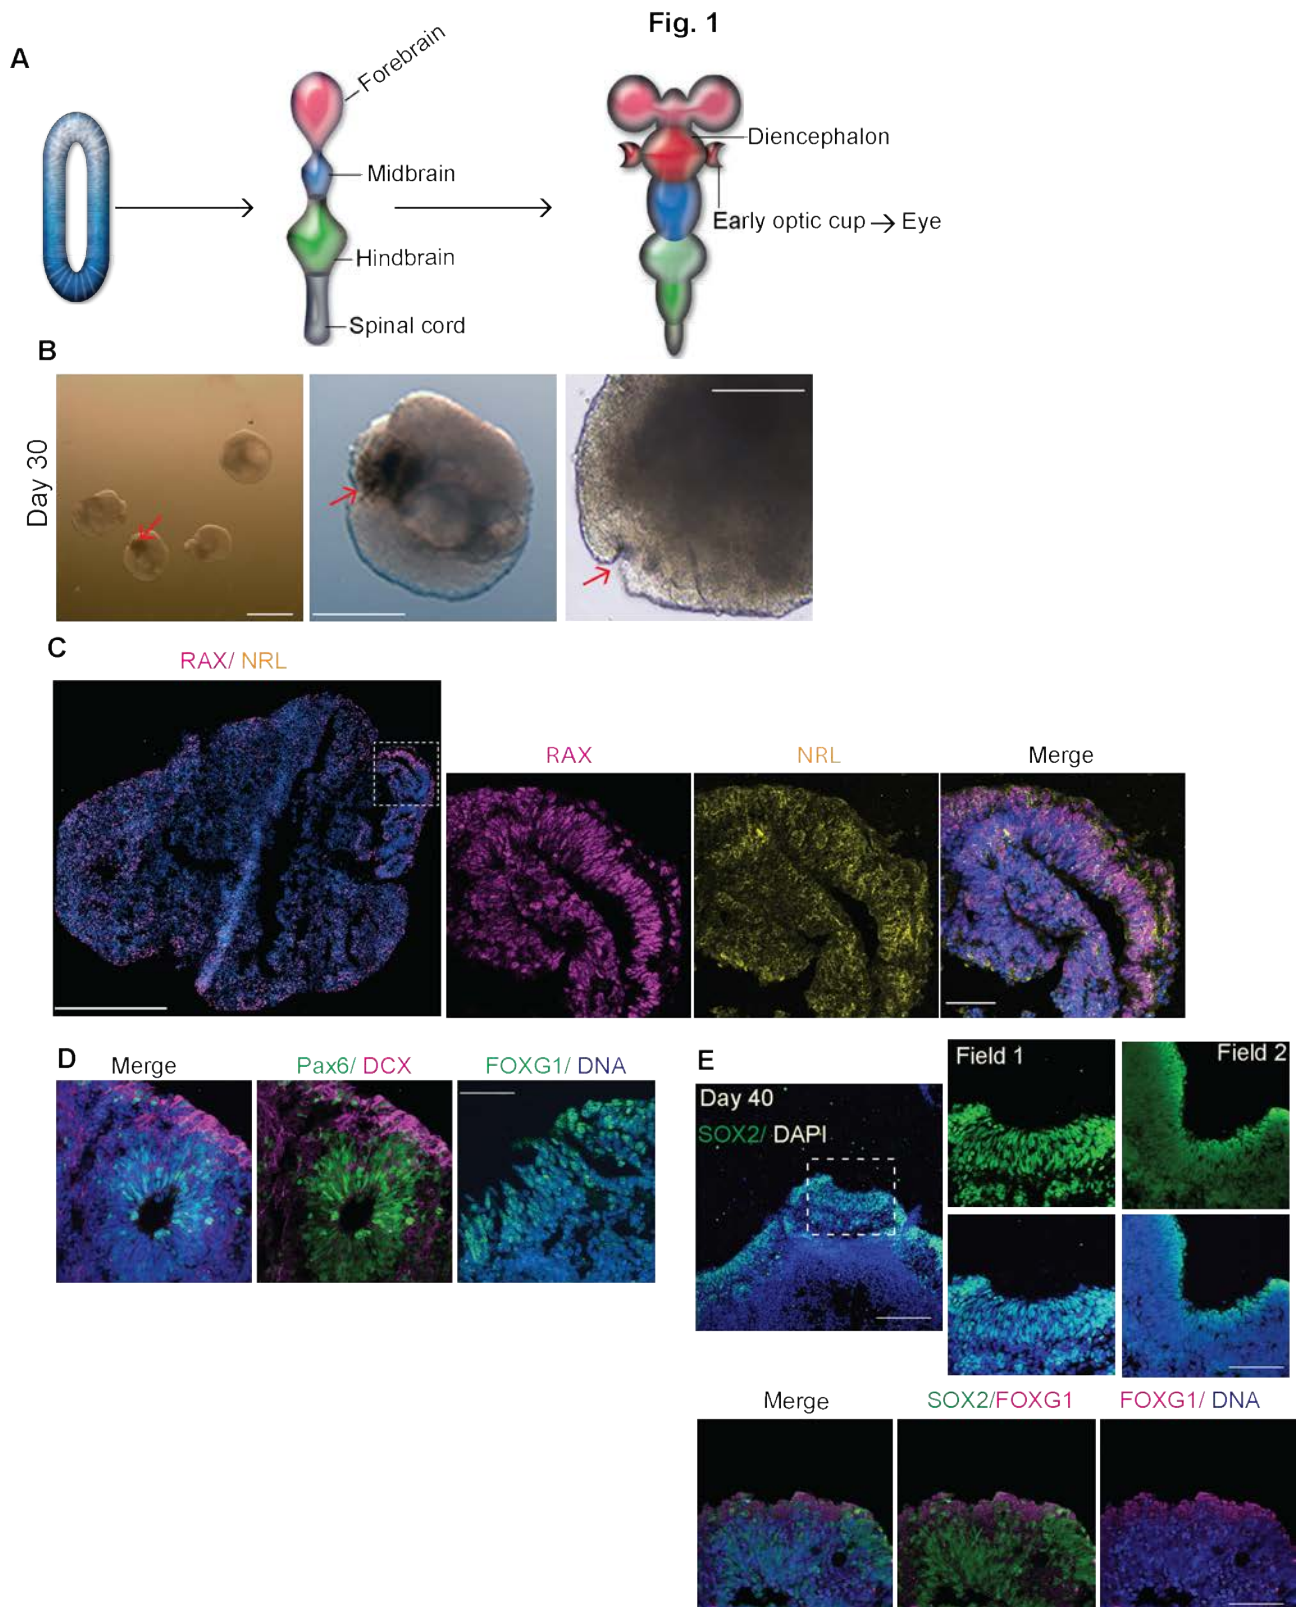 Fig. 1
A
Forebrain
Midbrain
Hindbrain
Spinal cord
Diencephalon
Early optic cup → Eye
B
Day 30
C
RAX/ NRL
RAX
NRL
Merge
D
Merge
Pax6/ DCX
FOXG1/ DNA
E
Day 40
SOX2/ DAPI
Field 1
Field 2
Merge
SOX2/FOXG1
FOXG1/ DNA